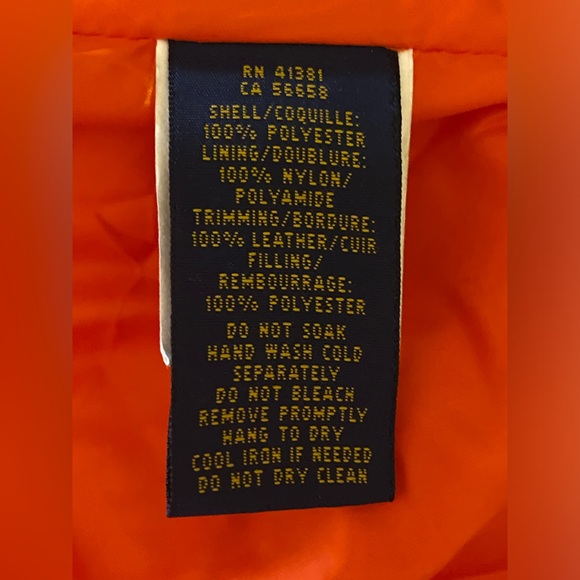 RN 41381
CA 56658
SHELL/COQUILLE:
100% POLYESTER
LINING/DOUBLURE:
100% NYLON/
POLYAMIDE
TRIMMING/BORDURE:
100% LEATHER/CUIR
FILLING/
REMBOURRAGE:
100% POLYESTER
DO NOT SOAK
HAND WASH COLD
SEPARATELY
DO NOT BLEACH
REMOVE PROMPTLY
HANG TO DRY
COOL IRON IF NEEDED
DO NOT DRY CLEAN